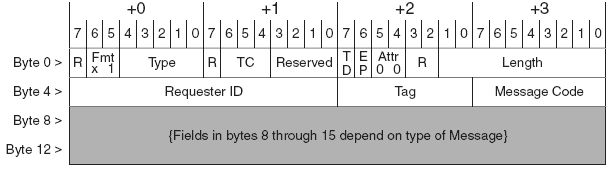 +0 +1 +2 +3
7 6 5 4 3 2 1 0 7 6 5 4 3 2 1 0 7 6 5 4 3 2 1 0 7 6 5 4 3 2 1 0
Byte 0 > R Fmt x 1 Type R TC Reserved T D E P Attr 0 0 R Length
Byte 4 > Requester ID Tag Message Code
Byte 8 >
{Fields in bytes 8 through 15 depend on type of Message}
Byte 12 >